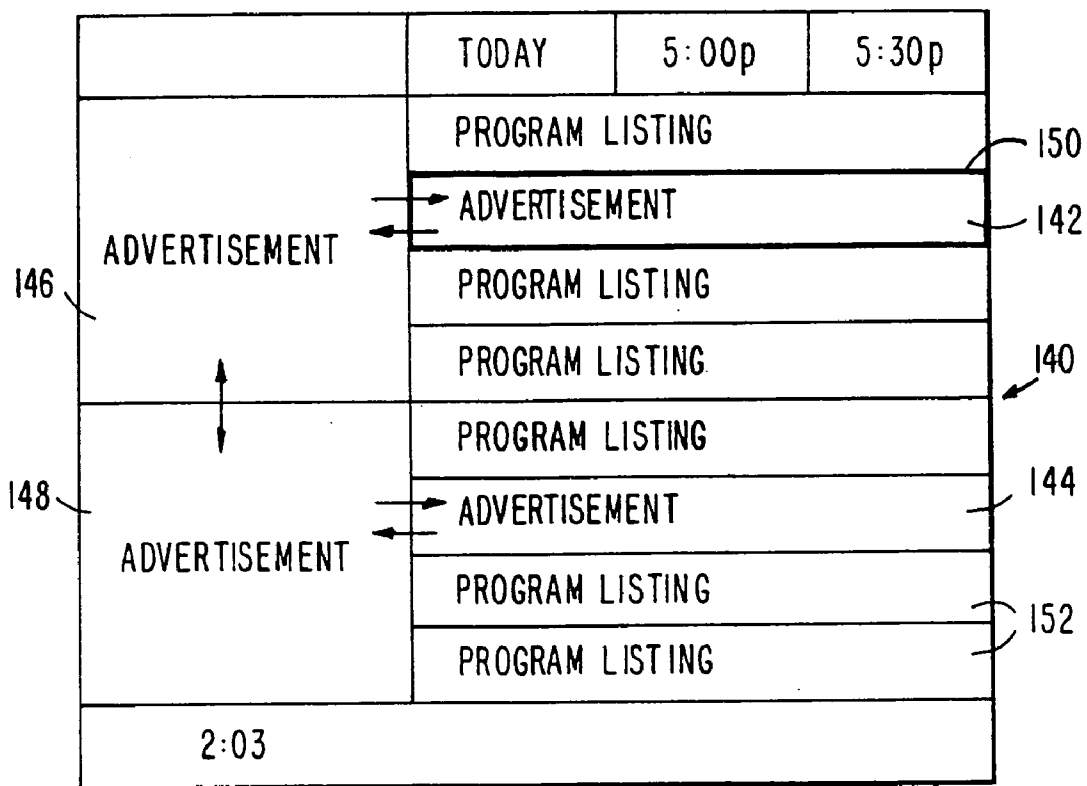 TODAY 5:00p 5:30p
PROGRAM LISTING
150
ADVERTISEMENT
142
ADVERTISEMENT
146
PROGRAM LISTING
PROGRAM LISTING
140
PROGRAM LISTING
148
ADVERTISEMENT
144
ADVERTISEMENT
PROGRAM LISTING
152
PROGRAM LISTING
2:03